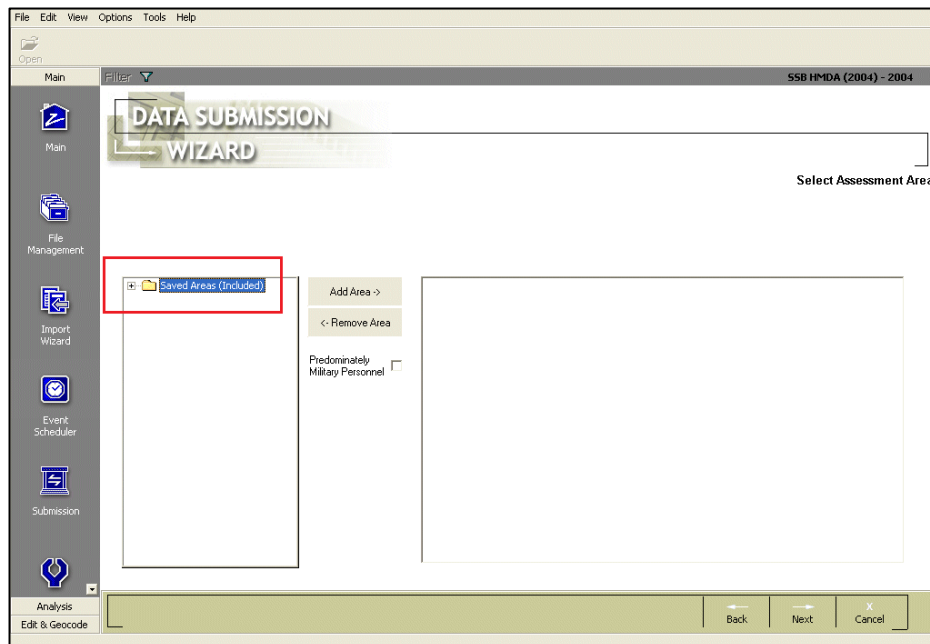 File Edit View Options Tools Help
Open
Main
Filter
SSB HMDA (2004) - 2004
Main
DATA SUBMISSION
WIZARD
Select Assessment Area
File
Management
Saved Areas (Included)
Add Area ->
<- Remove Area
Import
Wizard
Predominately
Military Personnel
Event
Scheduler
Submission
Analysis
Edit & Geocode
Back
Next
X
Cancel